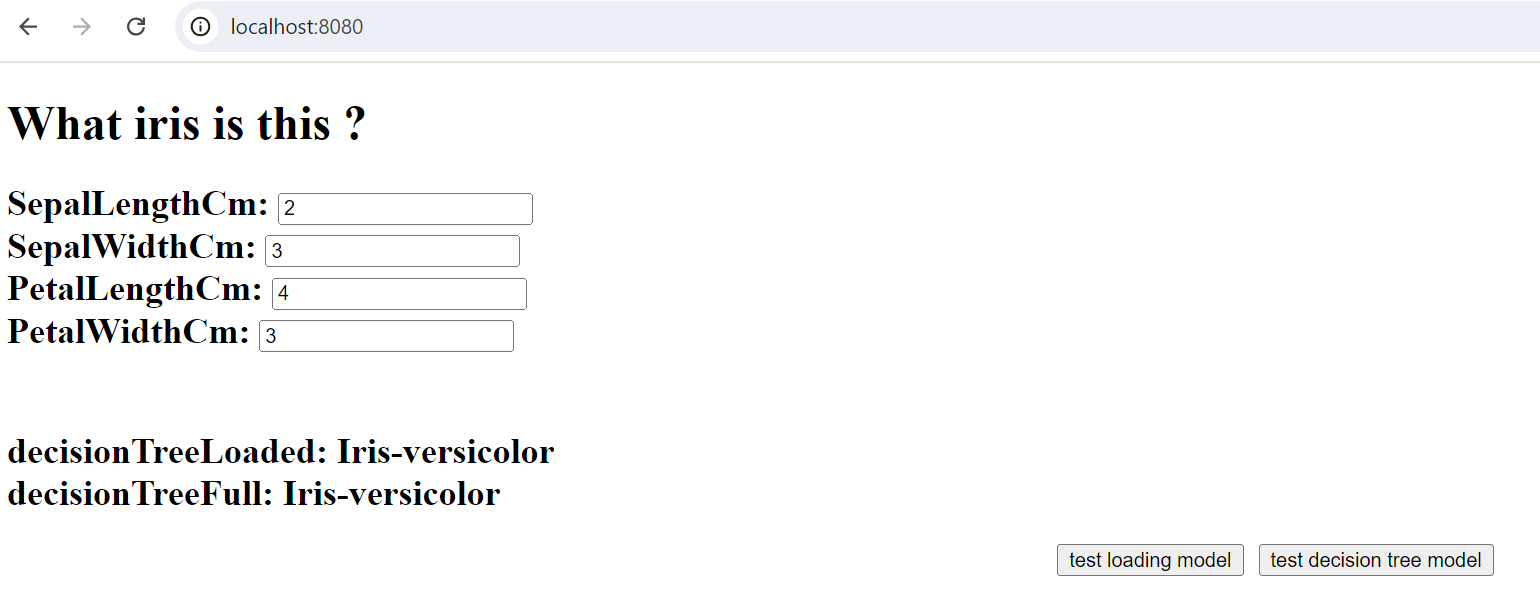 localhost:8080
What iris is this ?
SepalLengthCm: 2
SepalWidthCm: 3
PetalLengthCm: 4
PetalWidthCm: 3
decisionTreeLoaded: Iris-versicolor
decisionTreeFull: Iris-versicolor
test loading model test decision tree model